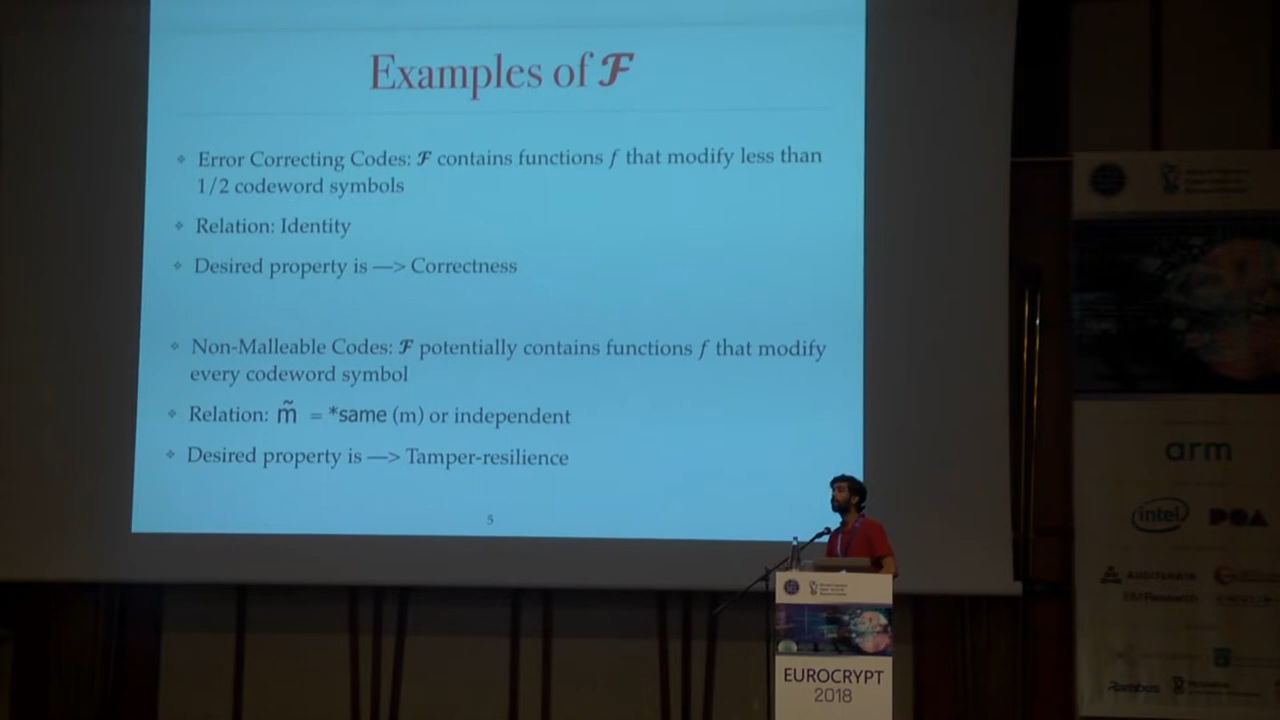 Examples of 𝓕
❖ Error Correcting Codes: 𝓕 contains functions f that modify less than
1/2 codeword symbols
❖ Relation: Identity
❖ Desired property is —> Correctness
❖ Non-Malleable Codes: 𝓕 potentially contains functions f that modify
every codeword symbol
❖ Relation: m̃ = *same (m) or independent
❖ Desired property is —> Tamper-resilience
5
EUROCRYPT
2018
arm
intel
Rambus